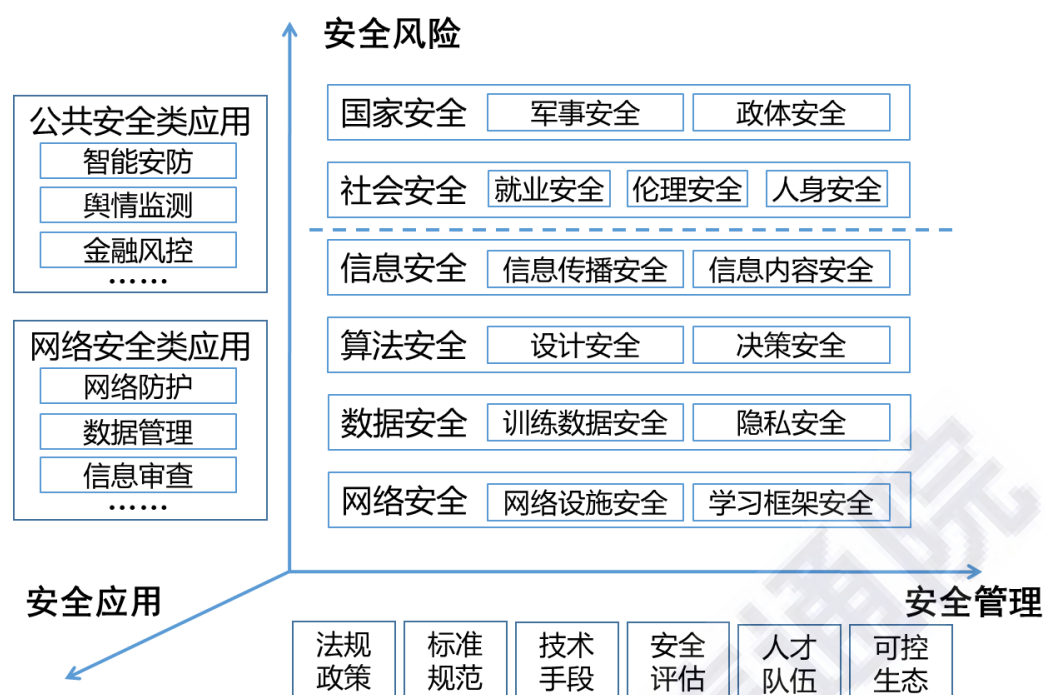 安全风险
公共安全类应用
智能安防
舆情监测
金融风控
……
网络安全类应用
网络防护
数据管理
信息审查
……
国家安全 军事安全 政体安全
社会安全 就业安全 伦理安全 人身安全
信息安全 信息传播安全 信息内容安全
算法安全 设计安全 决策安全
数据安全 训练数据安全 隐私安全
网络安全 网络设施安全 学习框架安全
安全应用
安全管理
法规
政策
标准
规范
技术
手段
安全
评估
人才
队伍
可控
生态
通院